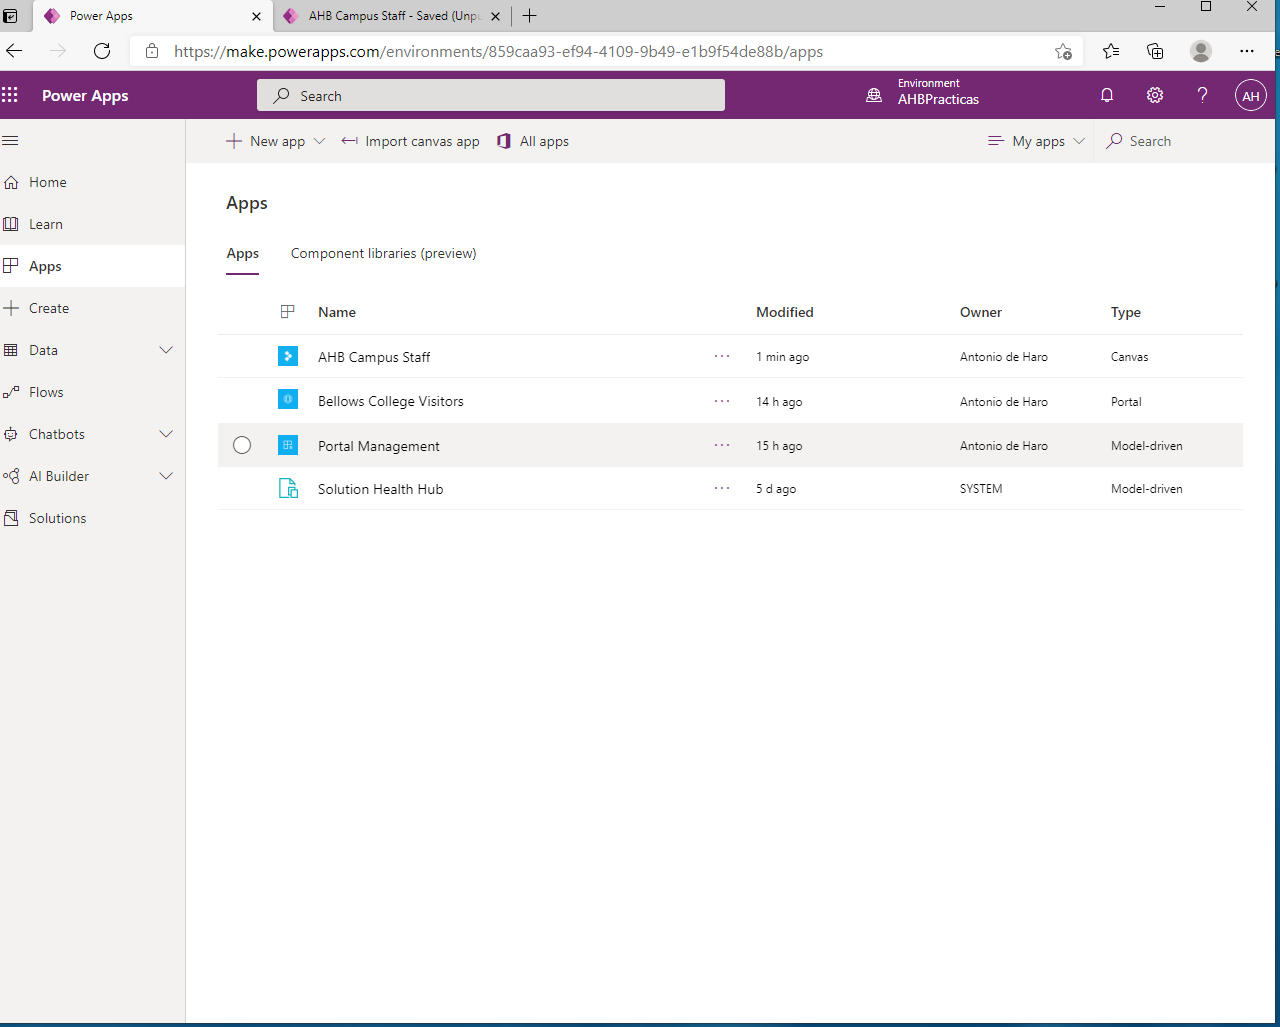 Power Apps
AHB Campus Staff - Saved (Unpu
https://make.powerapps.com/environments/859caa93-ef94-4109-9b49-e1b9f54de88b/apps
Power Apps
Search
Environment
AHBPracticas
?
AH
New app
Import canvas app
All apps
My apps
Search
Home
Learn
Apps
Create
Data
Flows
Chatbots
AI Builder
Solutions
Apps
Apps
Component libraries (preview)
Name Modified Owner Type
AHB Campus Staff ... 1 min ago Antonio de Haro Canvas
Bellows College Visitors ... 14 h ago Antonio de Haro Portal
Portal Management ... 15 h ago Antonio de Haro Model-driven
Solution Health Hub ... 5 d ago SYSTEM Model-driven